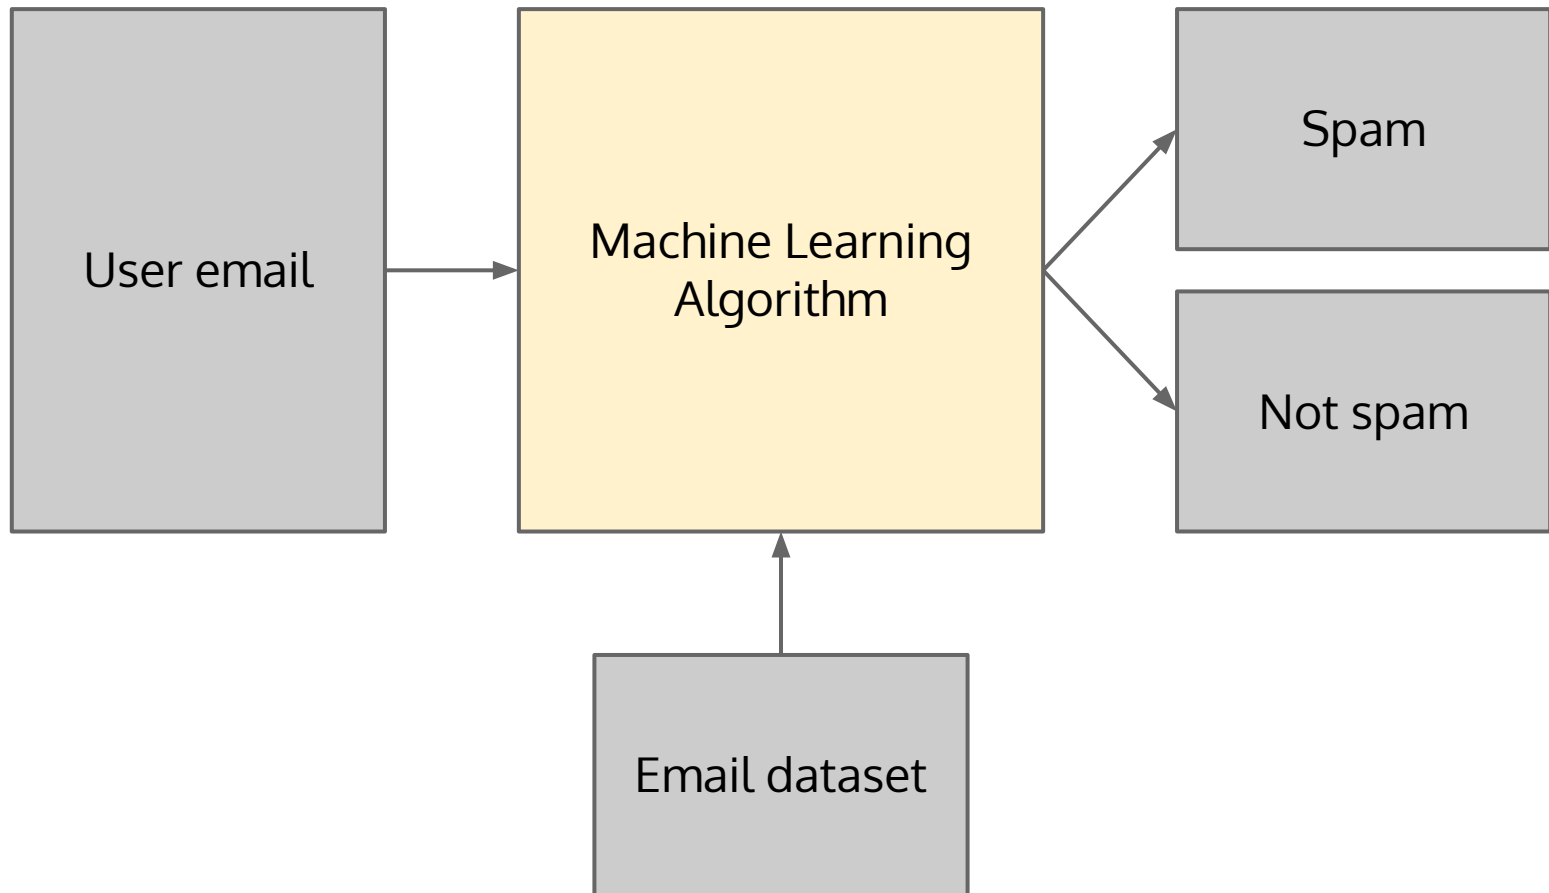 User email
Machine Learning
Algorithm
Spam
Not spam
Email dataset